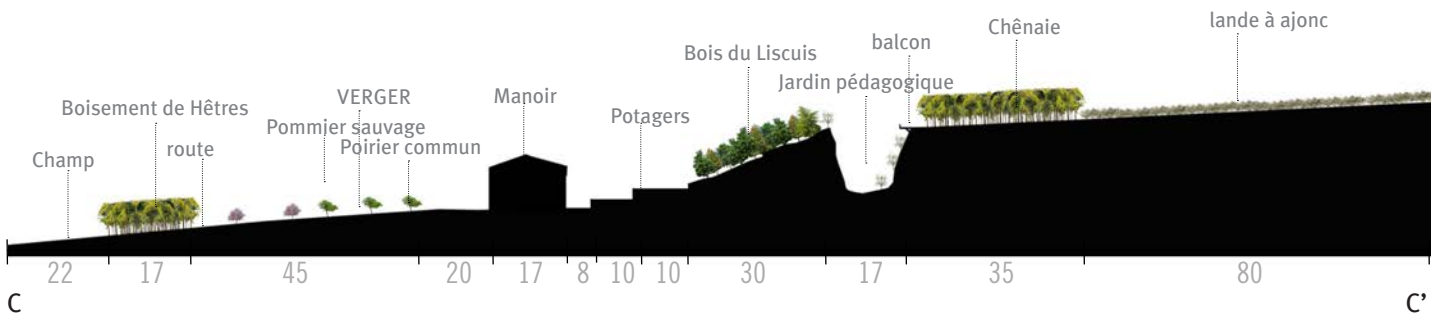 lande à ajonc
Chênaie
balcon
Bois du Liscuis
Jardin pédagogique
Boisement de Hêtres
VERGER
Manoir
Potagers
Pommier sauvage
Poirier commun
Champ
route
22 17 45 20 17 8 10 10 30 17 35 80
C C'